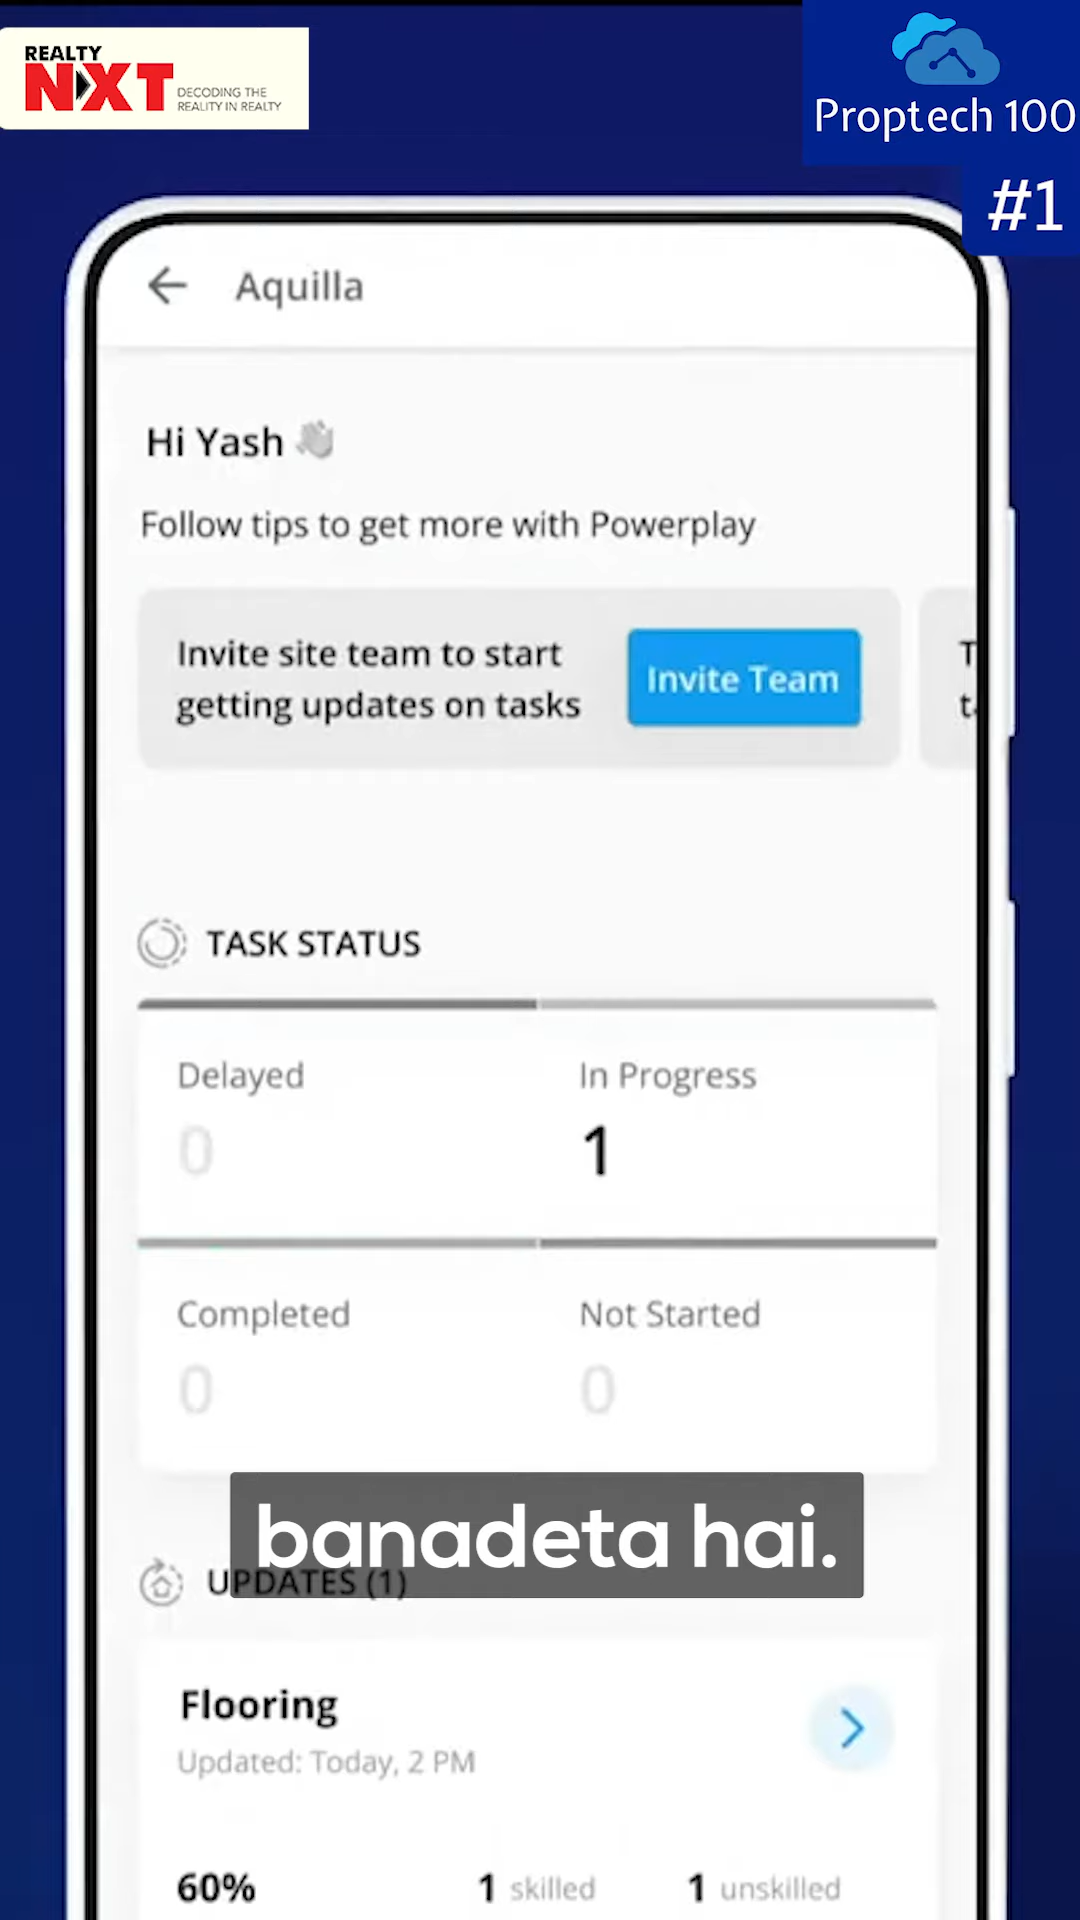 REALTY
NXT
DECODING THE
REALITY IN REALTY
Proptech 100
#1
Aquilla
Hi Yash 👋
Follow tips to get more with Powerplay
Invite site team to start
getting updates on tasks
Invite Team
TASK STATUS
Delayed
In Progress
0
1
Completed
Not Started
0
0
banadeta hai.
UPDATES (1)
Flooring
Updated: Today, 2 PM
60%
1 skilled
1 unskilled